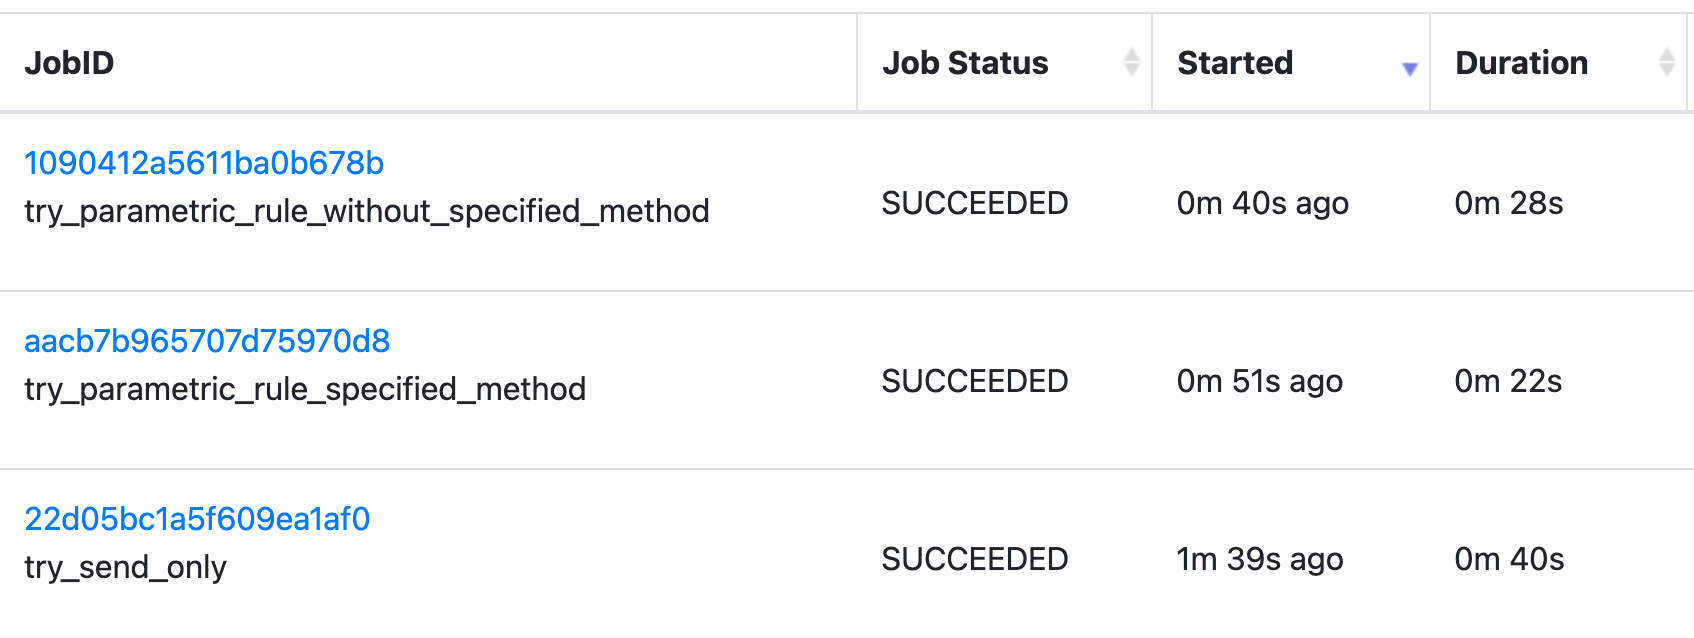 JobID Job Status Started Duration
1090412a5611ba0b678b
try_parametric_rule_without_specified_method SUCCEEDED 0m 40s ago 0m 28s
aacb7b965707d75970d8
try_parametric_rule_specified_method SUCCEEDED 0m 51s ago 0m 22s
22d05bc1a5f609ea1af0
try_send_only SUCCEEDED 1m 39s ago 0m 40s